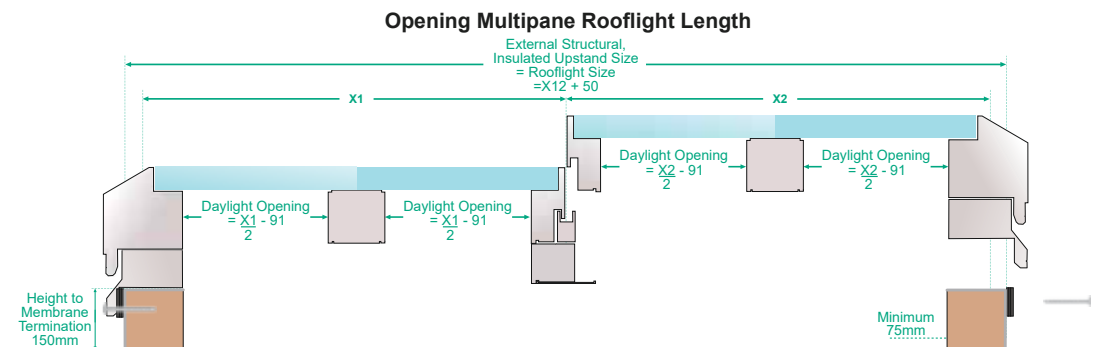 Opening Multipane Rooflight Length
External Structural,
Insulated Upstand Size
= Rooflight Size
=X12 + 50
X1
X2
Daylight Opening
= X2 - 91
2
Daylight Opening
= X2 - 91
2
Daylight Opening
= X1 - 91
2
Daylight Opening
= X1 - 91
2
Height to
Membrane
Termination
150mm
Minimum
75mm